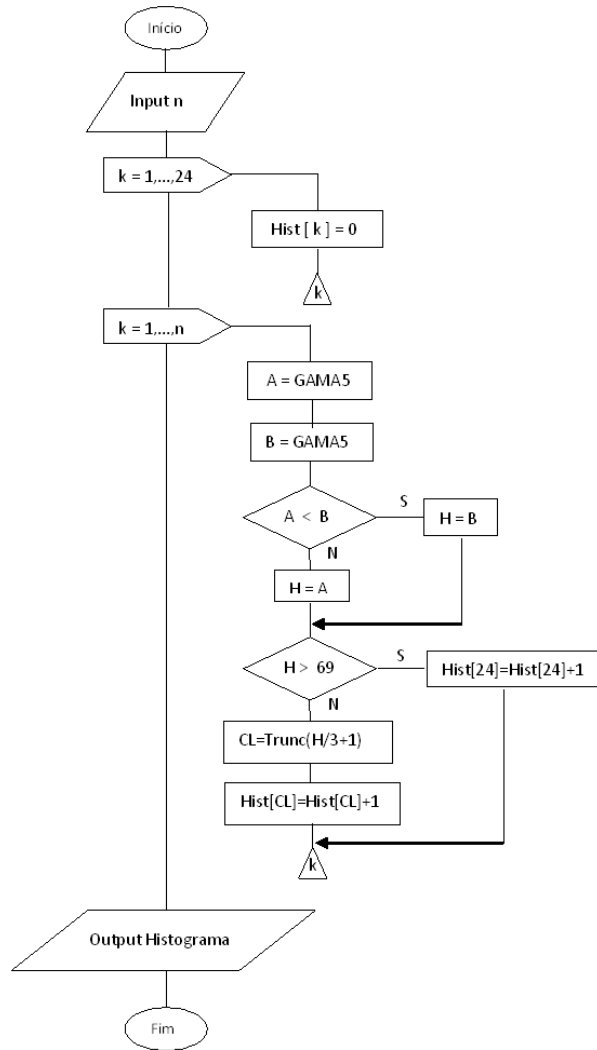 Início
Input n
k = 1,...,24
Hist [ k ] = 0
k
k = 1,...,n
A = GAMA5
B = GAMA5
A < B
S
H = B
N
H = A
H > 69
S
Hist[24]=Hist[24]+1
N
CL=Trunc(H/3+1)
Hist[CL]=Hist[CL]+1
k
Output Histograma
Fim